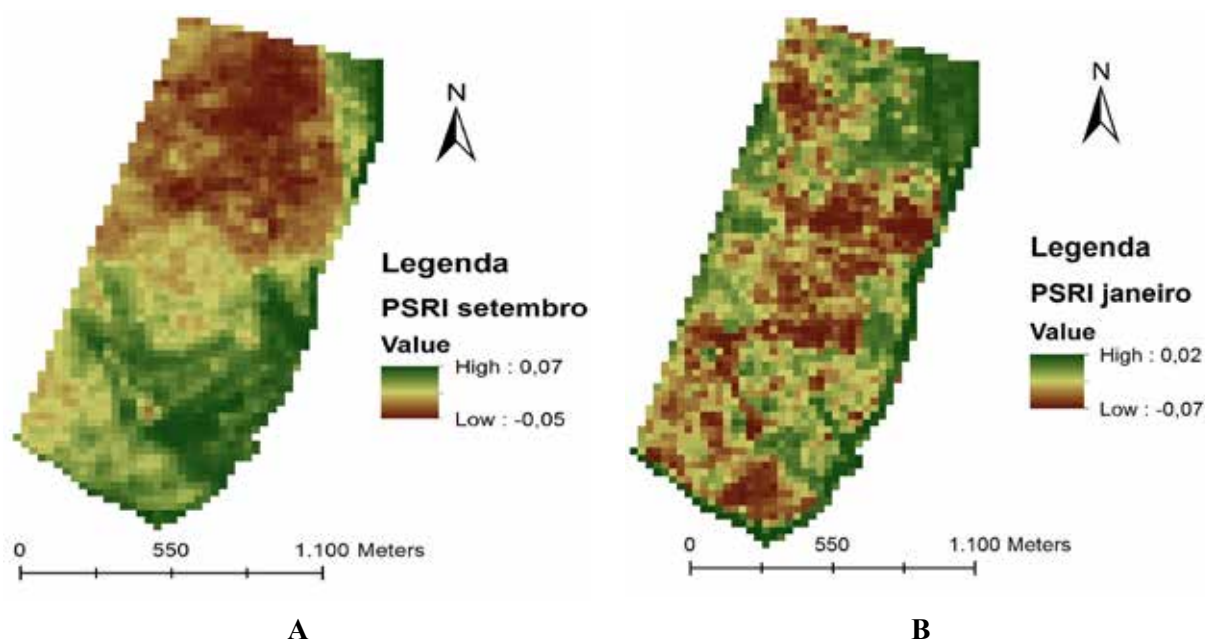 N
Legenda
PSRI setembro
Value
High : 0,07
Low : -0,05
0 550 1.100 Meters
A
N
Legenda
PSRI janeiro
Value
High : 0,02
Low : -0,07
0 550 1.100 Meters
B